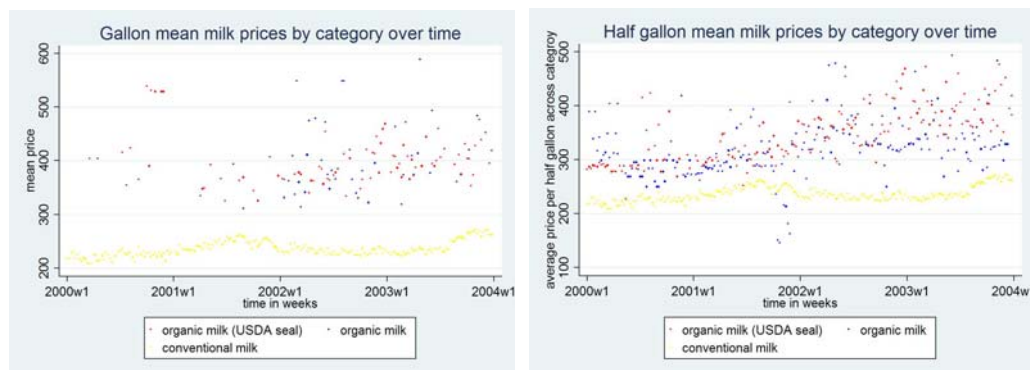 Gallon mean milk prices by category over time
mean price
600
500
400
300
200
2000w1 2001w1 2002w1 2003w1 2004w1
time in weeks
organic milk (USDA seal) organic milk
conventional milk
Half gallon mean milk prices by category over time
average price per half gallon across categroy
500
400
300
200
100
2000w1 2001w1 2002w1 2003w1 2004w
time in weeks
organic milk (USDA seal) organic milk
conventional milk